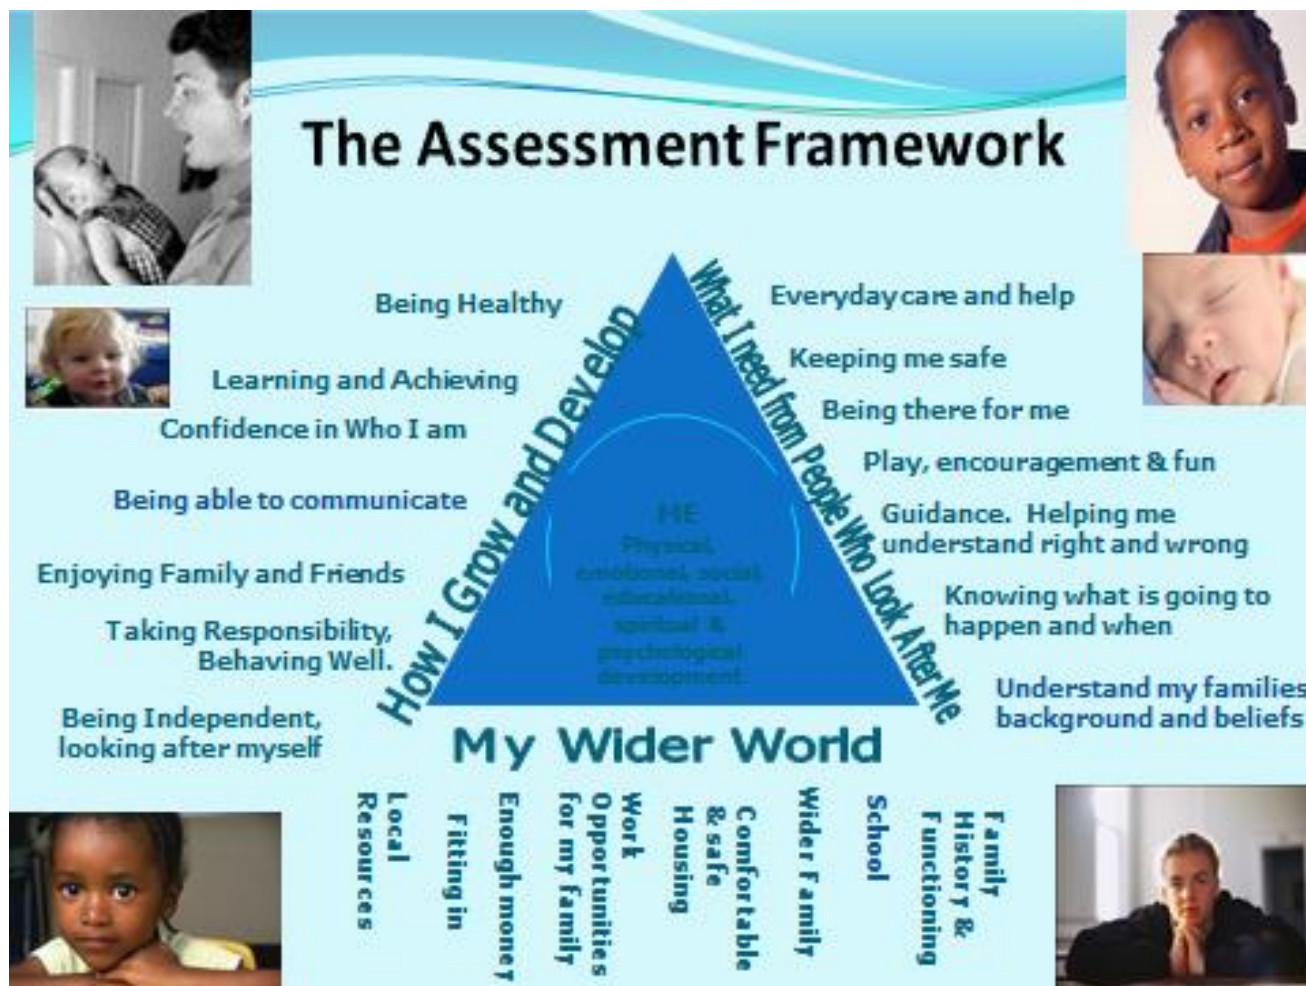 The Assessment Framework
Being Healthy
Learning and Achieving
Confidence in Who I am
Being able to communicate
Enjoying Family and Friends
Taking Responsibility,
Behaving Well.
Being Independent,
looking after myself
How I Grow and Develop
What I need from People Who Look After Me
Everyday care and help
Keeping me safe
Being there for me
Play, encouragement & fun
Guidance. Helping me
understand right and wrong
Knowing what is going to
happen and when
Understand my families
background and beliefs
ME
Physical,
emotional, social,
educational,
spiritual &
psychological
development
My Wider World
Local
Resources
Fitting in
Enough money
Work
Opportunities
for my family
Comfortable
& safe
Housing
Wider Family
School
Family
History &
Functioning